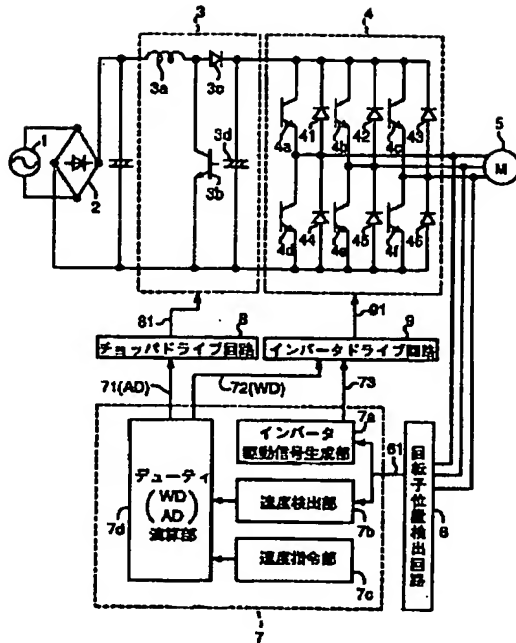 3
4
3a
3c
3d
3b
1
2
5
M
4a
41
4b
42
4c
43
4d
44
4e
45
4f
46
81
8
91
9
チョッパドライブ回路
インバータドライブ回路
71(AD)
72(WD)
73
7a
インバータ
駆動信号生成部
61
デューティ
(WD
AD)
演算部
7d
速度検出部
7b
速度指令部
7c
回転子位置検出回路
6
7